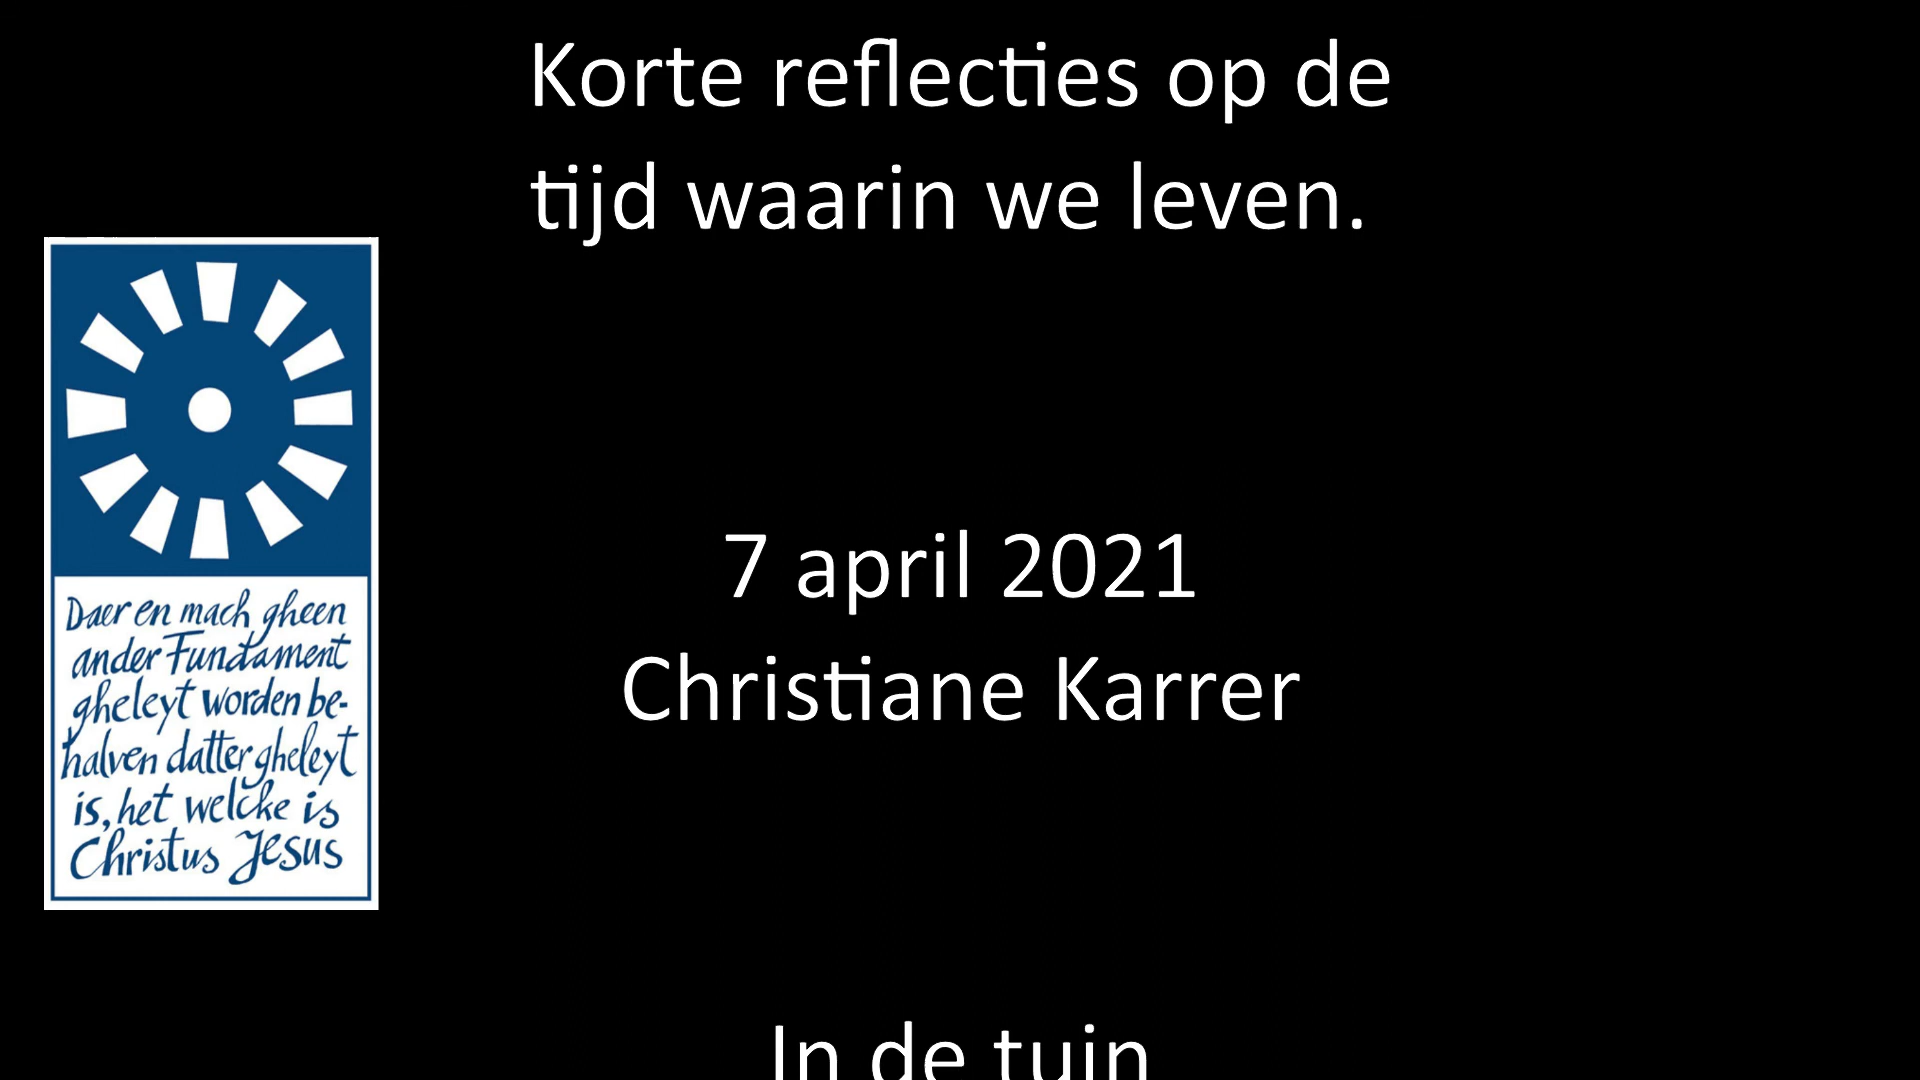 Korte reflecties op de
tijd waarin we leven.
7 april 2021
Christiane Karrer
In de tuin
Daer en mach gheen
ander Fundament
gheleyt worden be-
halven datter gheleyt
is, het welcke is
Christus Jesus